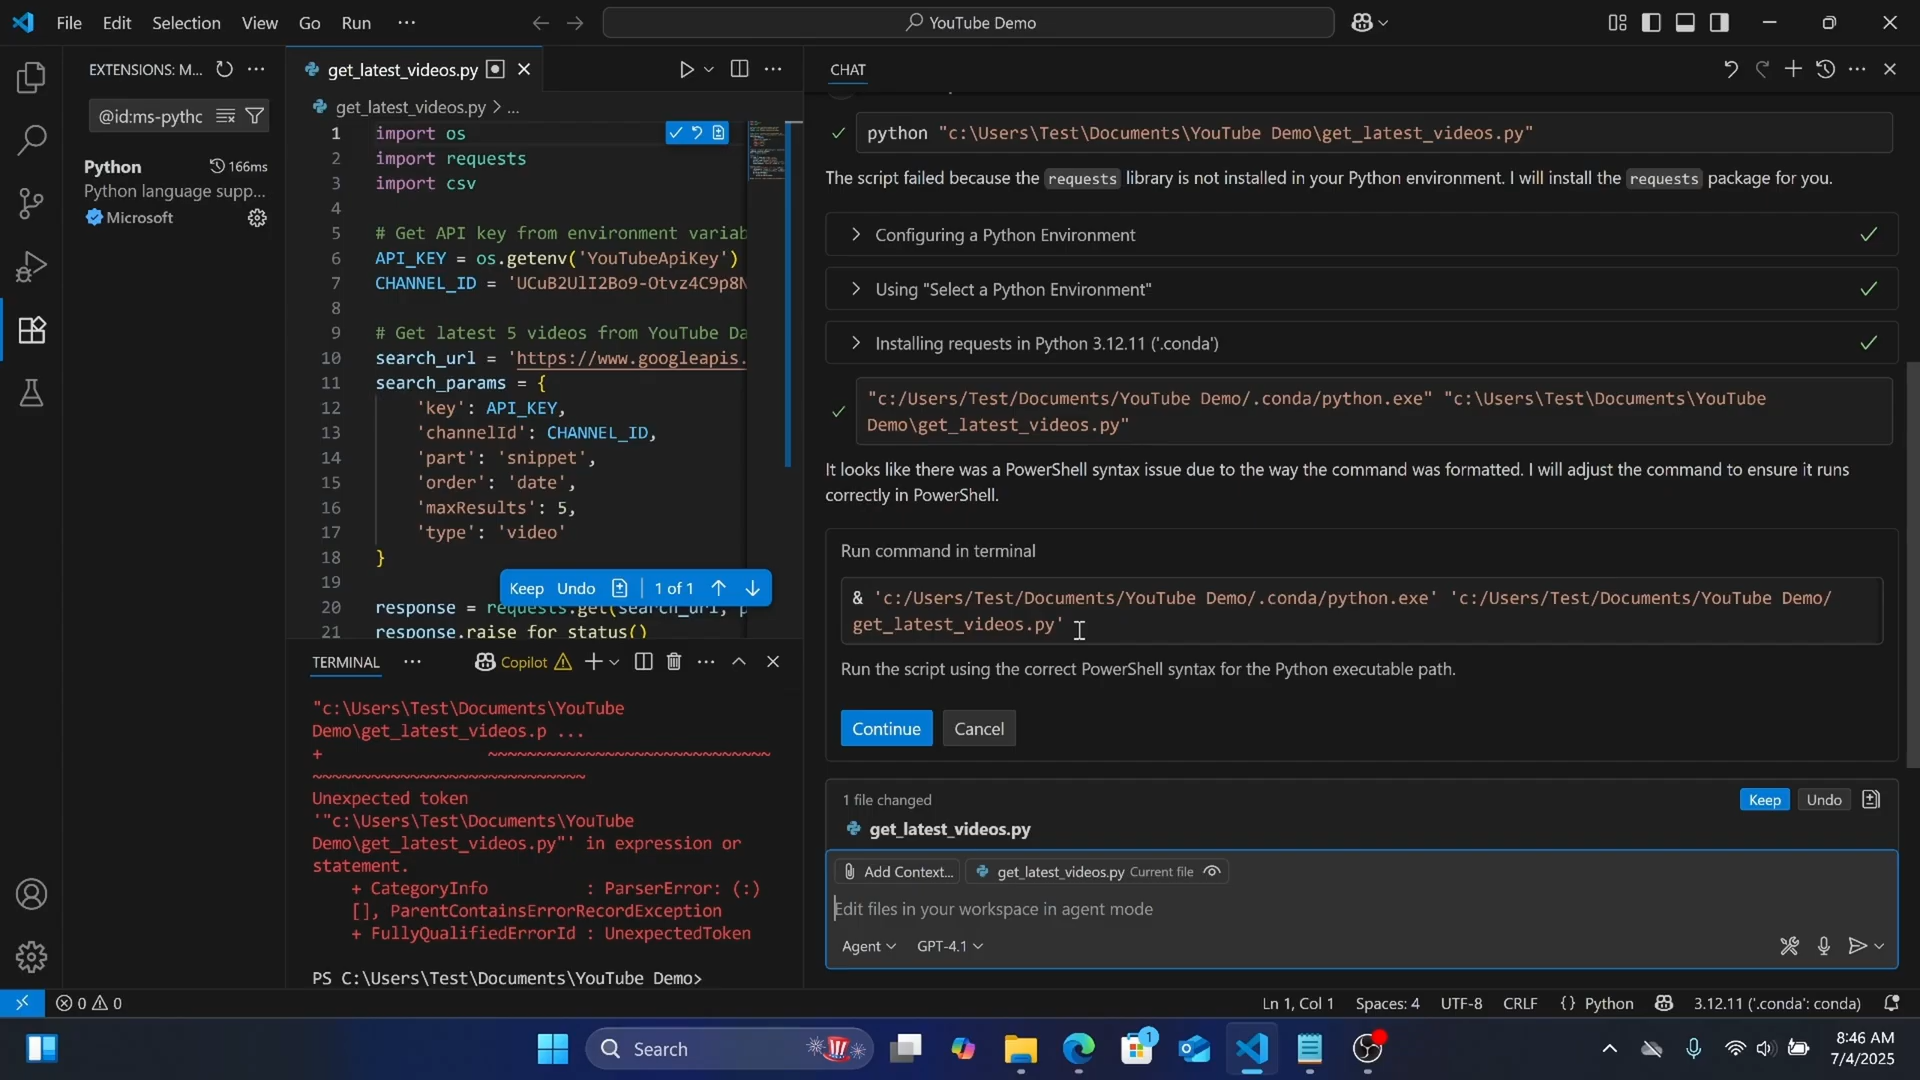 File Edit Selection View Go Run ···
YouTube Demo
EXTENSIONS: M... ···
@id:ms-pythc
Python 166ms
Python language supp...
Microsoft
get_latest_videos.py
get_latest_videos.py > ...
1 import os
2 import requests
3 import csv
4
5 # Get API key from environment variab
6 API_KEY = os.getenv('YouTubeApiKey')
7 CHANNEL_ID = 'UCuB2UlI2Bo9-Otvz4C9p8N
8
9 # Get latest 5 videos from YouTube Da
10 search_url = 'https://www.googleapis.
11 search_params = {
12 'key': API_KEY,
13 'channelId': CHANNEL_ID,
14 'part': 'snippet',
15 'order': 'date',
16 'maxResults': 5,
17 'type': 'video'
18 }
19
Keep Undo 1 of 1
20 response = requests.get(search_url, p
21 response.raise_for_status()
TERMINAL ··· Copilot
"c:\Users\Test\Documents\YouTube
Demo\get_latest_videos.p ...
+ ~~~~~~~~~~~~~~~~~~~~~~~~~~~
~~~~~~~~~~~~~~~~~~~~~~~~~~
Unexpected token
'"c:\Users\Test\Documents\YouTube
Demo\get_latest_videos.py"' in expression or
statement.
+ CategoryInfo : ParserError: (:)
[], ParentContainsErrorRecordException
+ FullyQualifiedErrorId : UnexpectedToken
PS C:\Users\Test\Documents\YouTube Demo>
CHAT
python "c:\Users\Test\Documents\YouTube Demo\get_latest_videos.py"
The script failed because the requests library is not installed in your Python environment. I will install the requests package for you.
Configuring a Python Environment
Using "Select a Python Environment"
Installing requests in Python 3.12.11 ('.conda')
"c:/Users/Test/Documents/YouTube Demo/.conda/python.exe" "c:\Users\Test\Documents\YouTube
Demo\get_latest_videos.py"
It looks like there was a PowerShell syntax issue due to the way the command was formatted. I will adjust the command to ensure it runs
correctly in PowerShell.
Run command in terminal
& 'c:/Users/Test/Documents/YouTube Demo/.conda/python.exe' 'c:/Users/Test/Documents/YouTube Demo/
get_latest_videos.py'
Run the script using the correct PowerShell syntax for the Python executable path.
Continue Cancel
1 file changed Keep Undo
get_latest_videos.py
Add Context... get_latest_videos.py Current file
Edit files in your workspace in agent mode
Agent GPT-4.1
0 0 Ln 1, Col 1 Spaces: 4 UTF-8 CRLF {} Python 3.12.11 ('.conda': conda)
Search 1 8:46 AM
7/4/2025